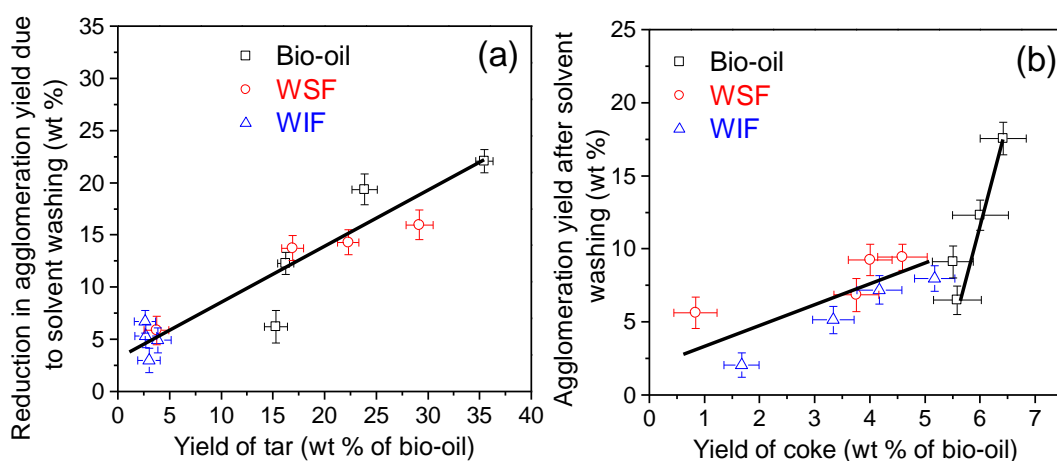 (a)
Bio-oil
WSF
WIF
Reduction in agglomeration yield due
to solvent washing (wt %)
35
30
25
20
15
10
5
0
0 5 10 15 20 25 30 35 40
Yield of tar (wt % of bio-oil)
(b)
Bio-oil
WSF
WIF
Agglomeration yield after solvent
washing (wt %)
25
20
15
10
5
0
0 1 2 3 4 5 6 7
Yield of coke (wt % of bio-oil)